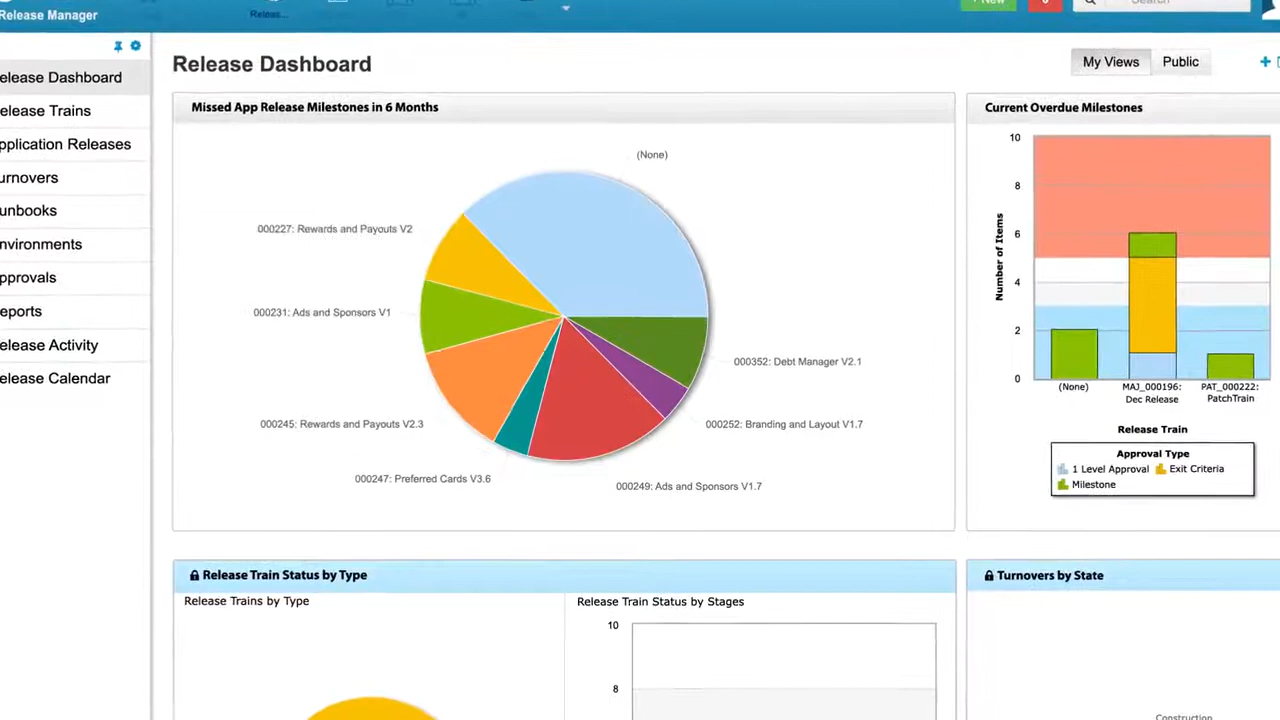 Release Manager
Releas...
+ New
Search
elease Dashboard
elease Trains
pplication Releases
urnovers
unbooks
nvironments
pprovals
eports
elease Activity
elease Calendar
Release Dashboard
My Views
Public
Missed App Release Milestones in 6 Months
(None)
000227: Rewards and Payouts V2
000231: Ads and Sponsors V1
000352: Debt Manager V2.1
000245: Rewards and Payouts V2.3
000252: Branding and Layout V1.7
000247: Preferred Cards V3.6
000249: Ads and Sponsors V1.7
Current Overdue Milestones
Number of Items
10
8
6
4
2
0
(None)
MAJ_000196:
Dec Release
PAT_000222:
PatchTrain
Release Train
Approval Type
1 Level Approval
Exit Criteria
Milestone
Release Train Status by Type
Release Trains by Type
Release Train Status by Stages
10
8
Turnovers by State
Construction